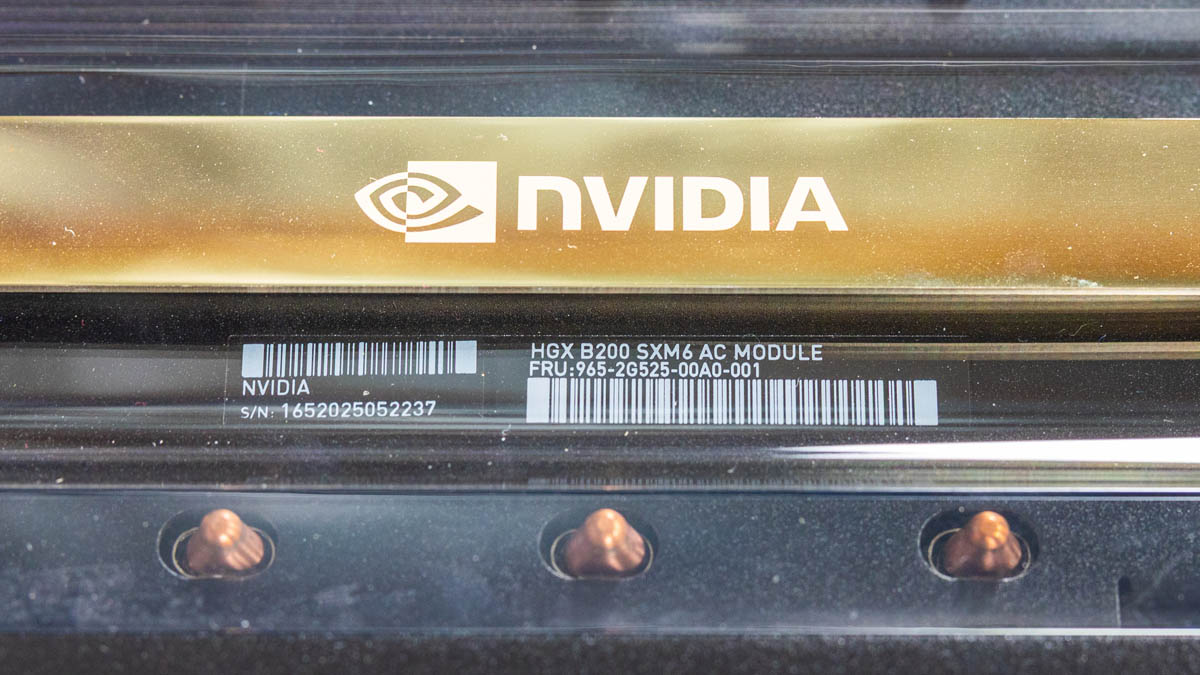 NVIDIA
NVIDIA
S/N: 1652025052237
HGX B200 SXM6 AC MODULE
FRU:965-2G525-00A0-001